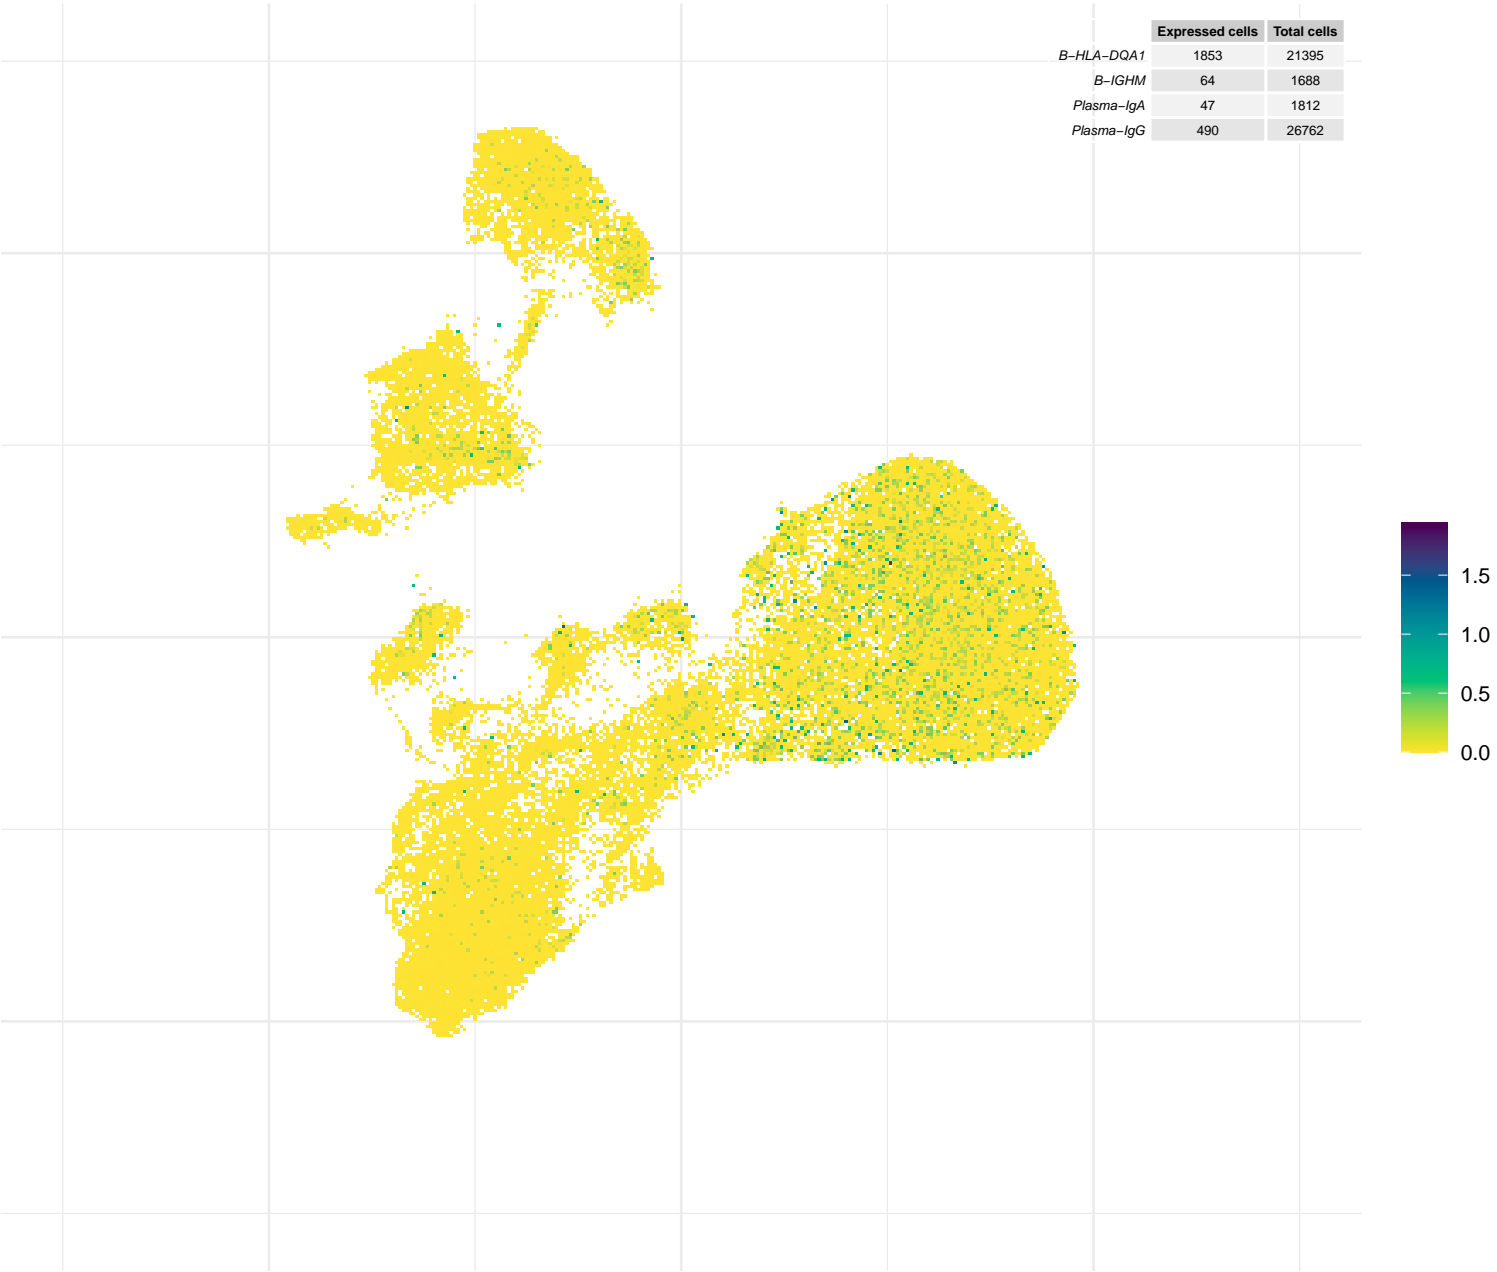 Expressed cells Total cells
B−HLA−DQA1 1853 21395
B−IGHM 64 1688
Plasma−IgA 47 1812
Plasma−IgG 490 26762
1.5
1.0
0.5
0.0